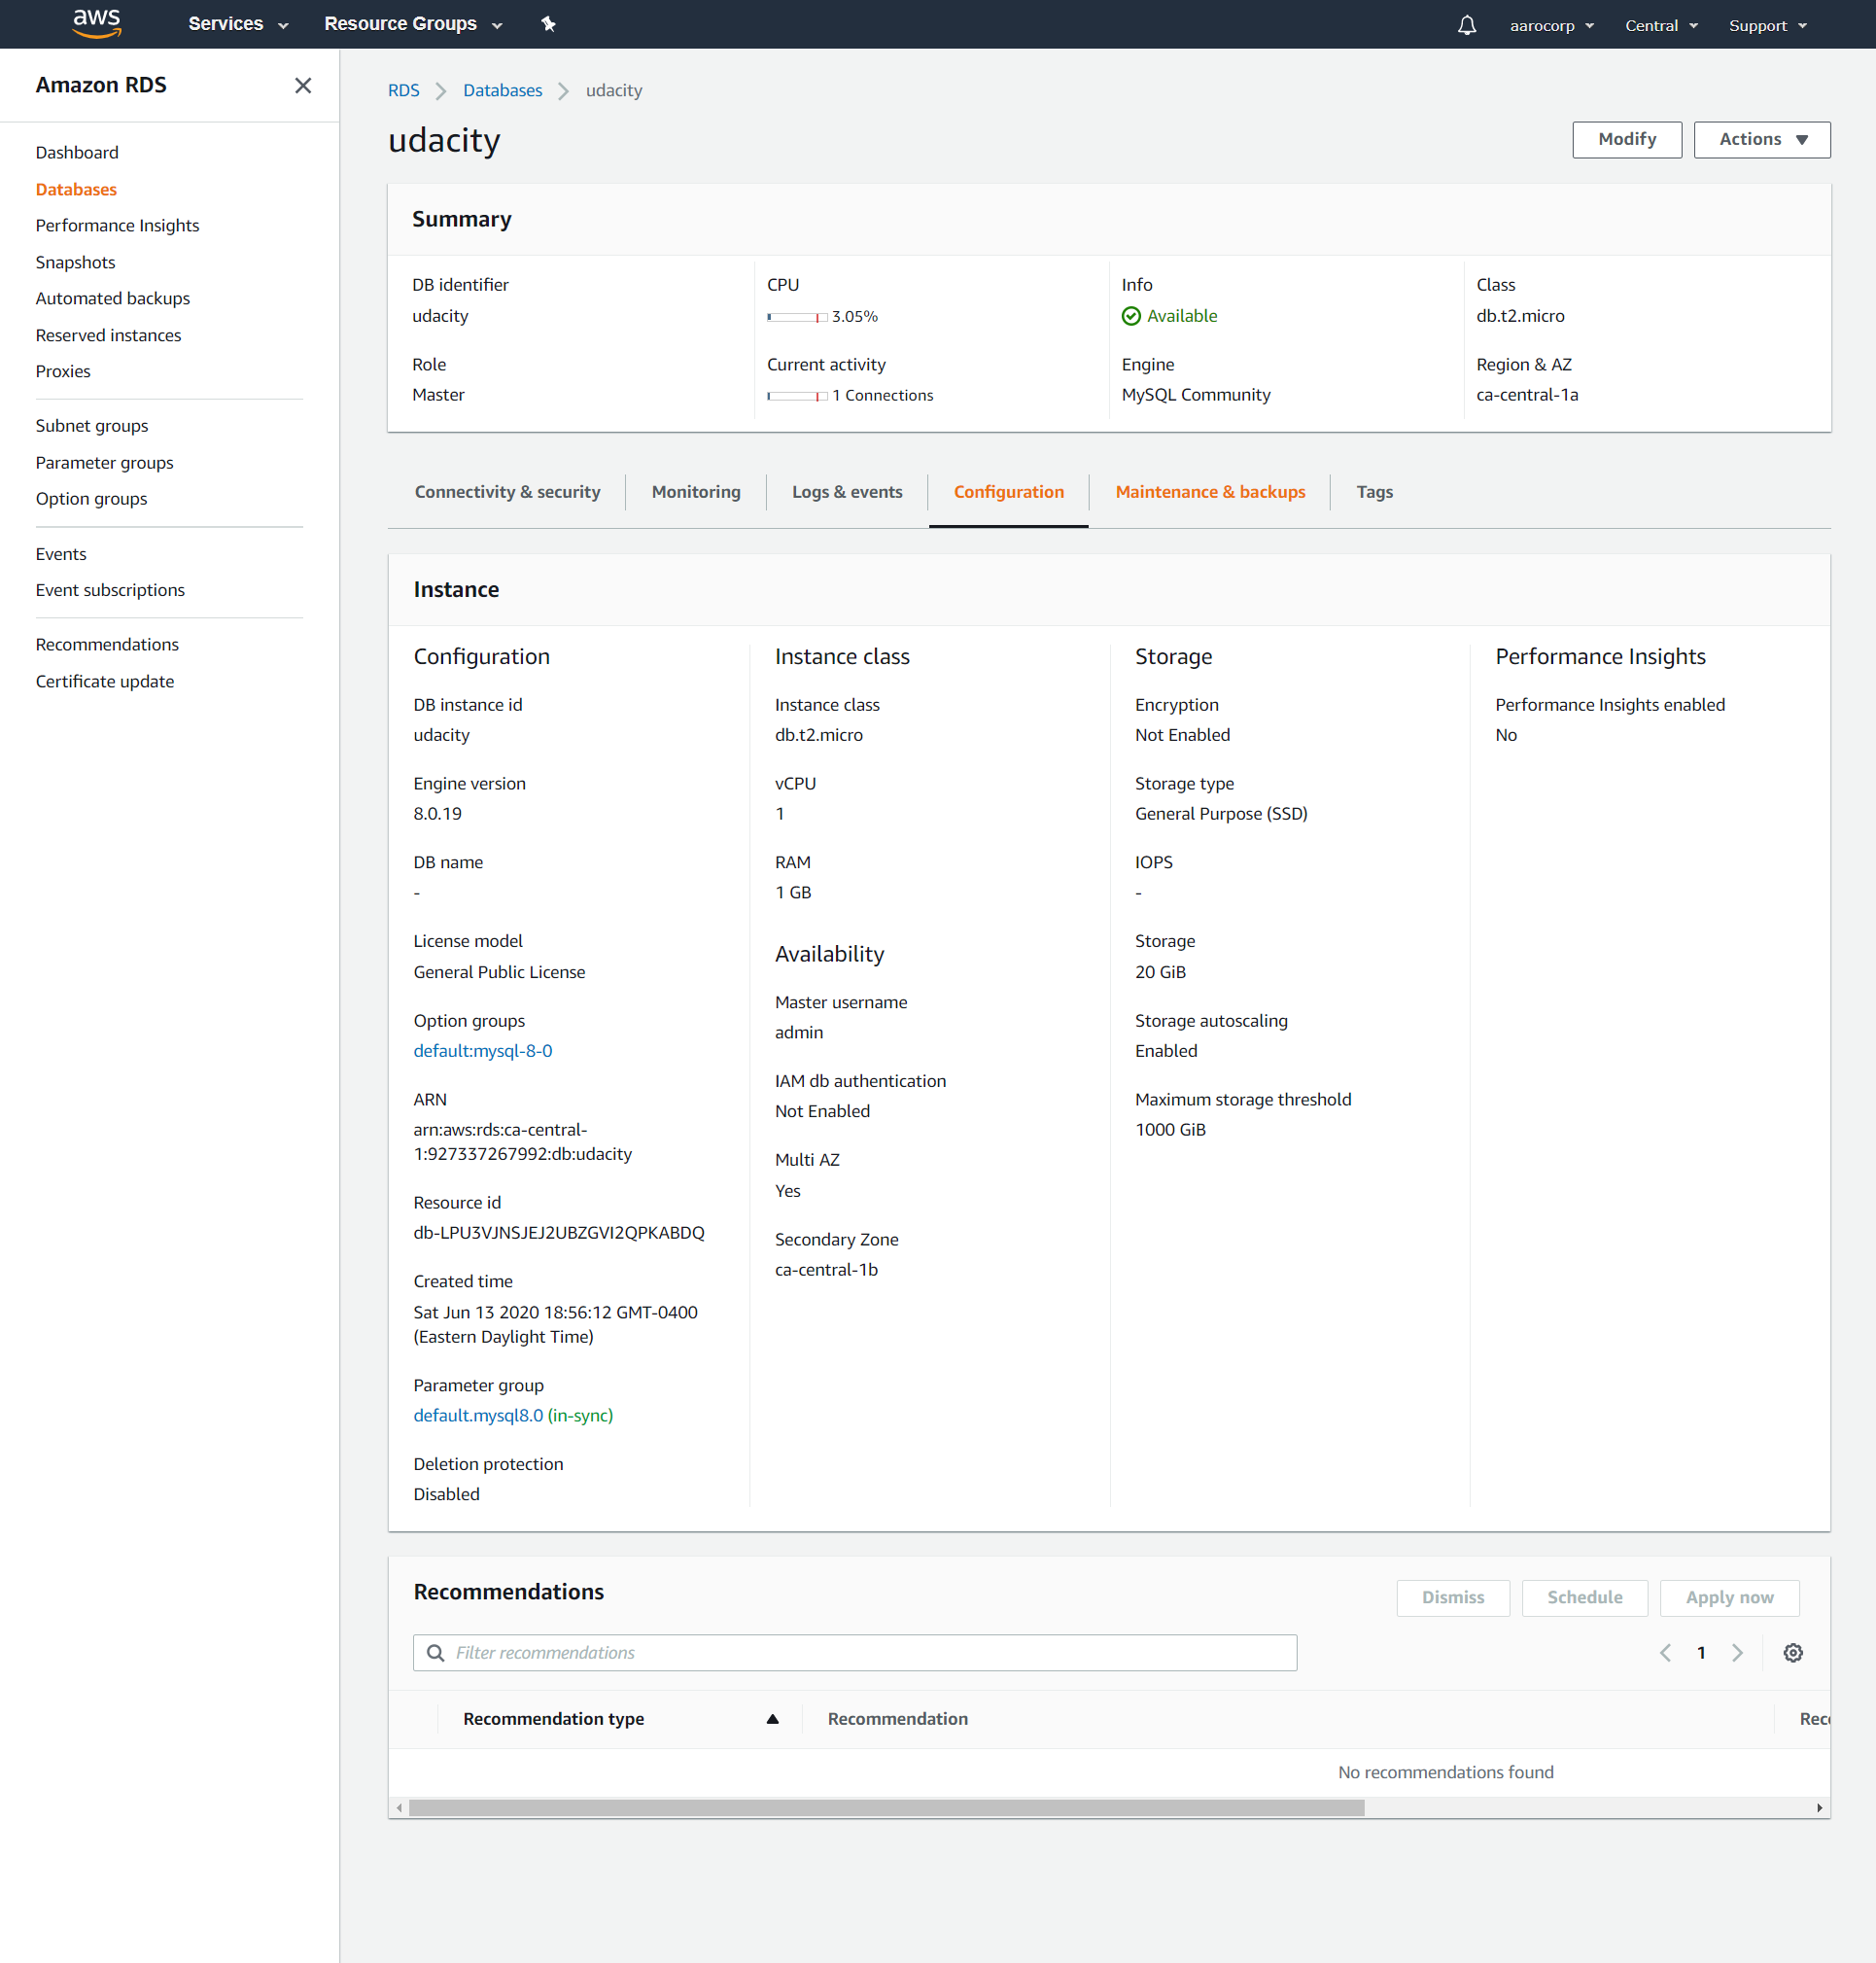 aws Services Resource Groups aarocorp Central Support
Amazon RDS
Dashboard
Databases
Performance Insights
Snapshots
Automated backups
Reserved instances
Proxies
Subnet groups
Parameter groups
Option groups
Events
Event subscriptions
Recommendations
Certificate update
RDS Databases udacity
udacity
Modify Actions
Summary
DB identifier
udacity
Role
Master
CPU
3.05%
Current activity
1 Connections
Info
Available
Engine
MySQL Community
Class
db.t2.micro
Region & AZ
ca-central-1a
Connectivity & security Monitoring Logs & events Configuration Maintenance & backups Tags
Instance
Configuration
DB instance id
udacity
Engine version
8.0.19
DB name
-
License model
General Public License
Option groups
default:mysql-8-0
ARN
arn:aws:rds:ca-central-
1:927337267992:db:udacity
Resource id
db-LPU3VJNSJEJ2UBZGVI2QPKABDQ
Created time
Sat Jun 13 2020 18:56:12 GMT-0400
(Eastern Daylight Time)
Parameter group
default.mysql8.0 (in-sync)
Deletion protection
Disabled
Instance class
Instance class
db.t2.micro
vCPU
1
RAM
1 GB
Availability
Master username
admin
IAM db authentication
Not Enabled
Multi AZ
Yes
Secondary Zone
ca-central-1b
Storage
Encryption
Not Enabled
Storage type
General Purpose (SSD)
IOPS
-
Storage
20 GiB
Storage autoscaling
Enabled
Maximum storage threshold
1000 GiB
Performance Insights
Performance Insights enabled
No
Recommendations
Dismiss Schedule Apply now
Filter recommendations
1
Recommendation type Recommendation Reco
No recommendations found